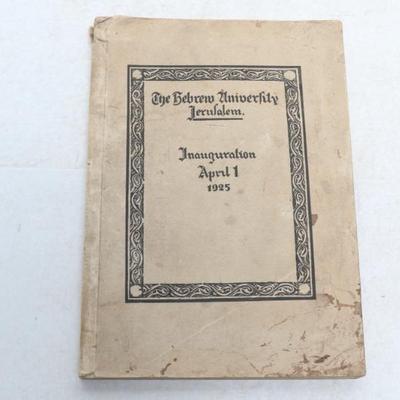 The Hebrew University
Jerusalem.
Inauguration
April 1
1925